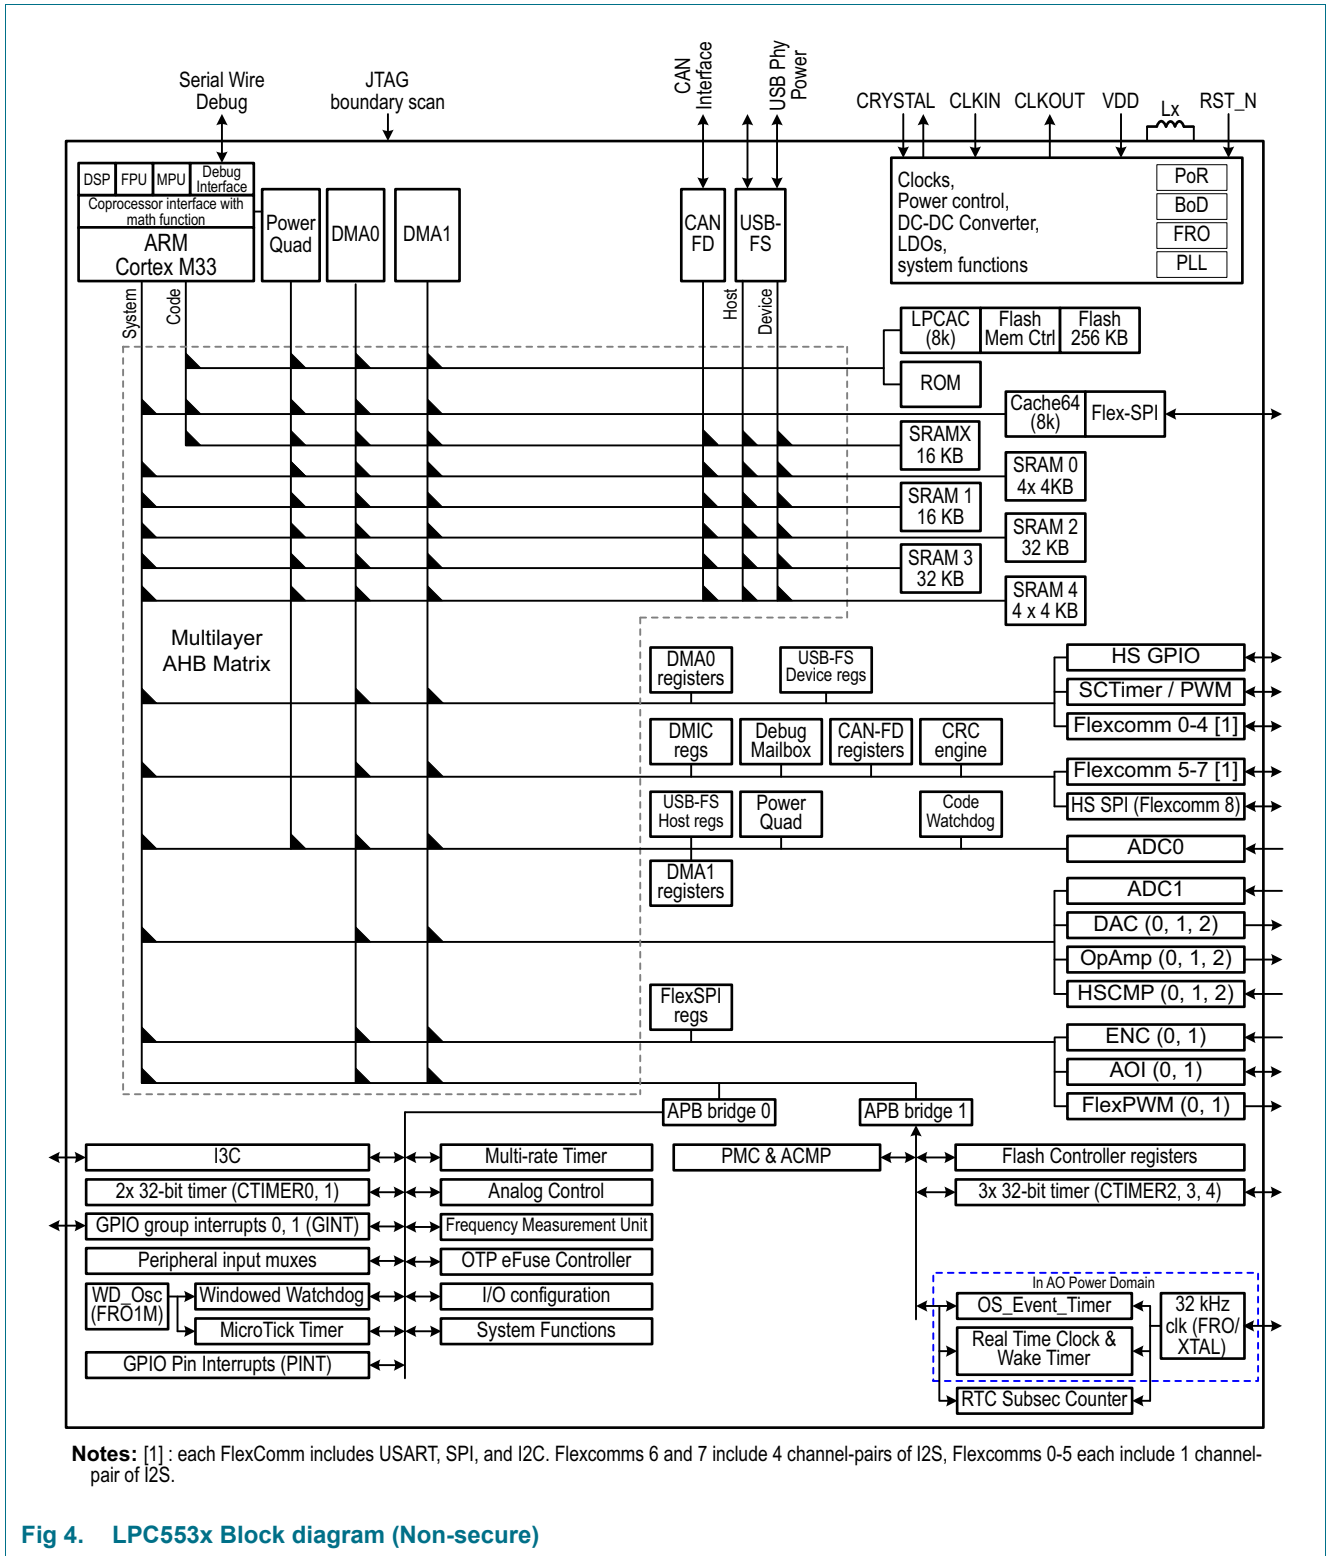 Serial Wire
Debug
JTAG
boundary scan
CAN
Interface
USB Phy
Power
CRYSTAL
CLKIN
CLKOUT
VDD
Lx
RST_N
DSP
FPU
MPU
Debug
Interface
Coprocessor interface with
math function
ARM
Cortex M33
Power
Quad
DMA0
DMA1
CAN
FD
USB-
FS
Clocks,
Power control,
DC-DC Converter,
LDOs,
system functions
PoR
BoD
FRO
PLL
System
Code
Host
Device
LPCAC
(8k)
Flash
Mem Ctrl
Flash
256 KB
ROM
Cache64
(8k)
Flex-SPI
SRAMX
16 KB
SRAM 0
4x 4KB
SRAM 1
16 KB
SRAM 2
32 KB
SRAM 3
32 KB
SRAM 4
4 x 4 KB
Multilayer
AHB Matrix
DMA0
registers
USB-FS
Device regs
HS GPIO
SCTimer / PWM
Flexcomm 0-4 [1]
DMIC
regs
Debug
Mailbox
CAN-FD
registers
CRC
engine
Flexcomm 5-7 [1]
HS SPI (Flexcomm 8)
USB-FS
Host regs
Power
Quad
Code
Watchdog
ADC0
DMA1
registers
ADC1
DAC (0, 1, 2)
OpAmp (0, 1, 2)
HSCMP (0, 1, 2)
FlexSPI
regs
ENC (0, 1)
AOI (0, 1)
FlexPWM (0, 1)
APB bridge 0
APB bridge 1
I3C
Multi-rate Timer
PMC & ACMP
Flash Controller registers
2x 32-bit timer (CTIMER0, 1)
Analog Control
3x 32-bit timer (CTIMER2, 3, 4)
GPIO group interrupts 0, 1 (GINT)
Frequency Measurement Unit
Peripheral input muxes
OTP eFuse Controller
WD_Osc
(FRO1M)
Windowed Watchdog
I/O configuration
MicroTick Timer
System Functions
GPIO Pin Interrupts (PINT)
In AO Power Domain
OS_Event_Timer
32 kHz
clk (FRO/
XTAL)
Real Time Clock &
Wake Timer
RTC Subsec Counter
Notes: [1] : each FlexComm includes USART, SPI, and I2C. Flexcomms 6 and 7 include 4 channel-pairs of I2S, Flexcomms 0-5 each include 1 channel-
pair of I2S.
Fig 4. LPC553x Block diagram (Non-secure)